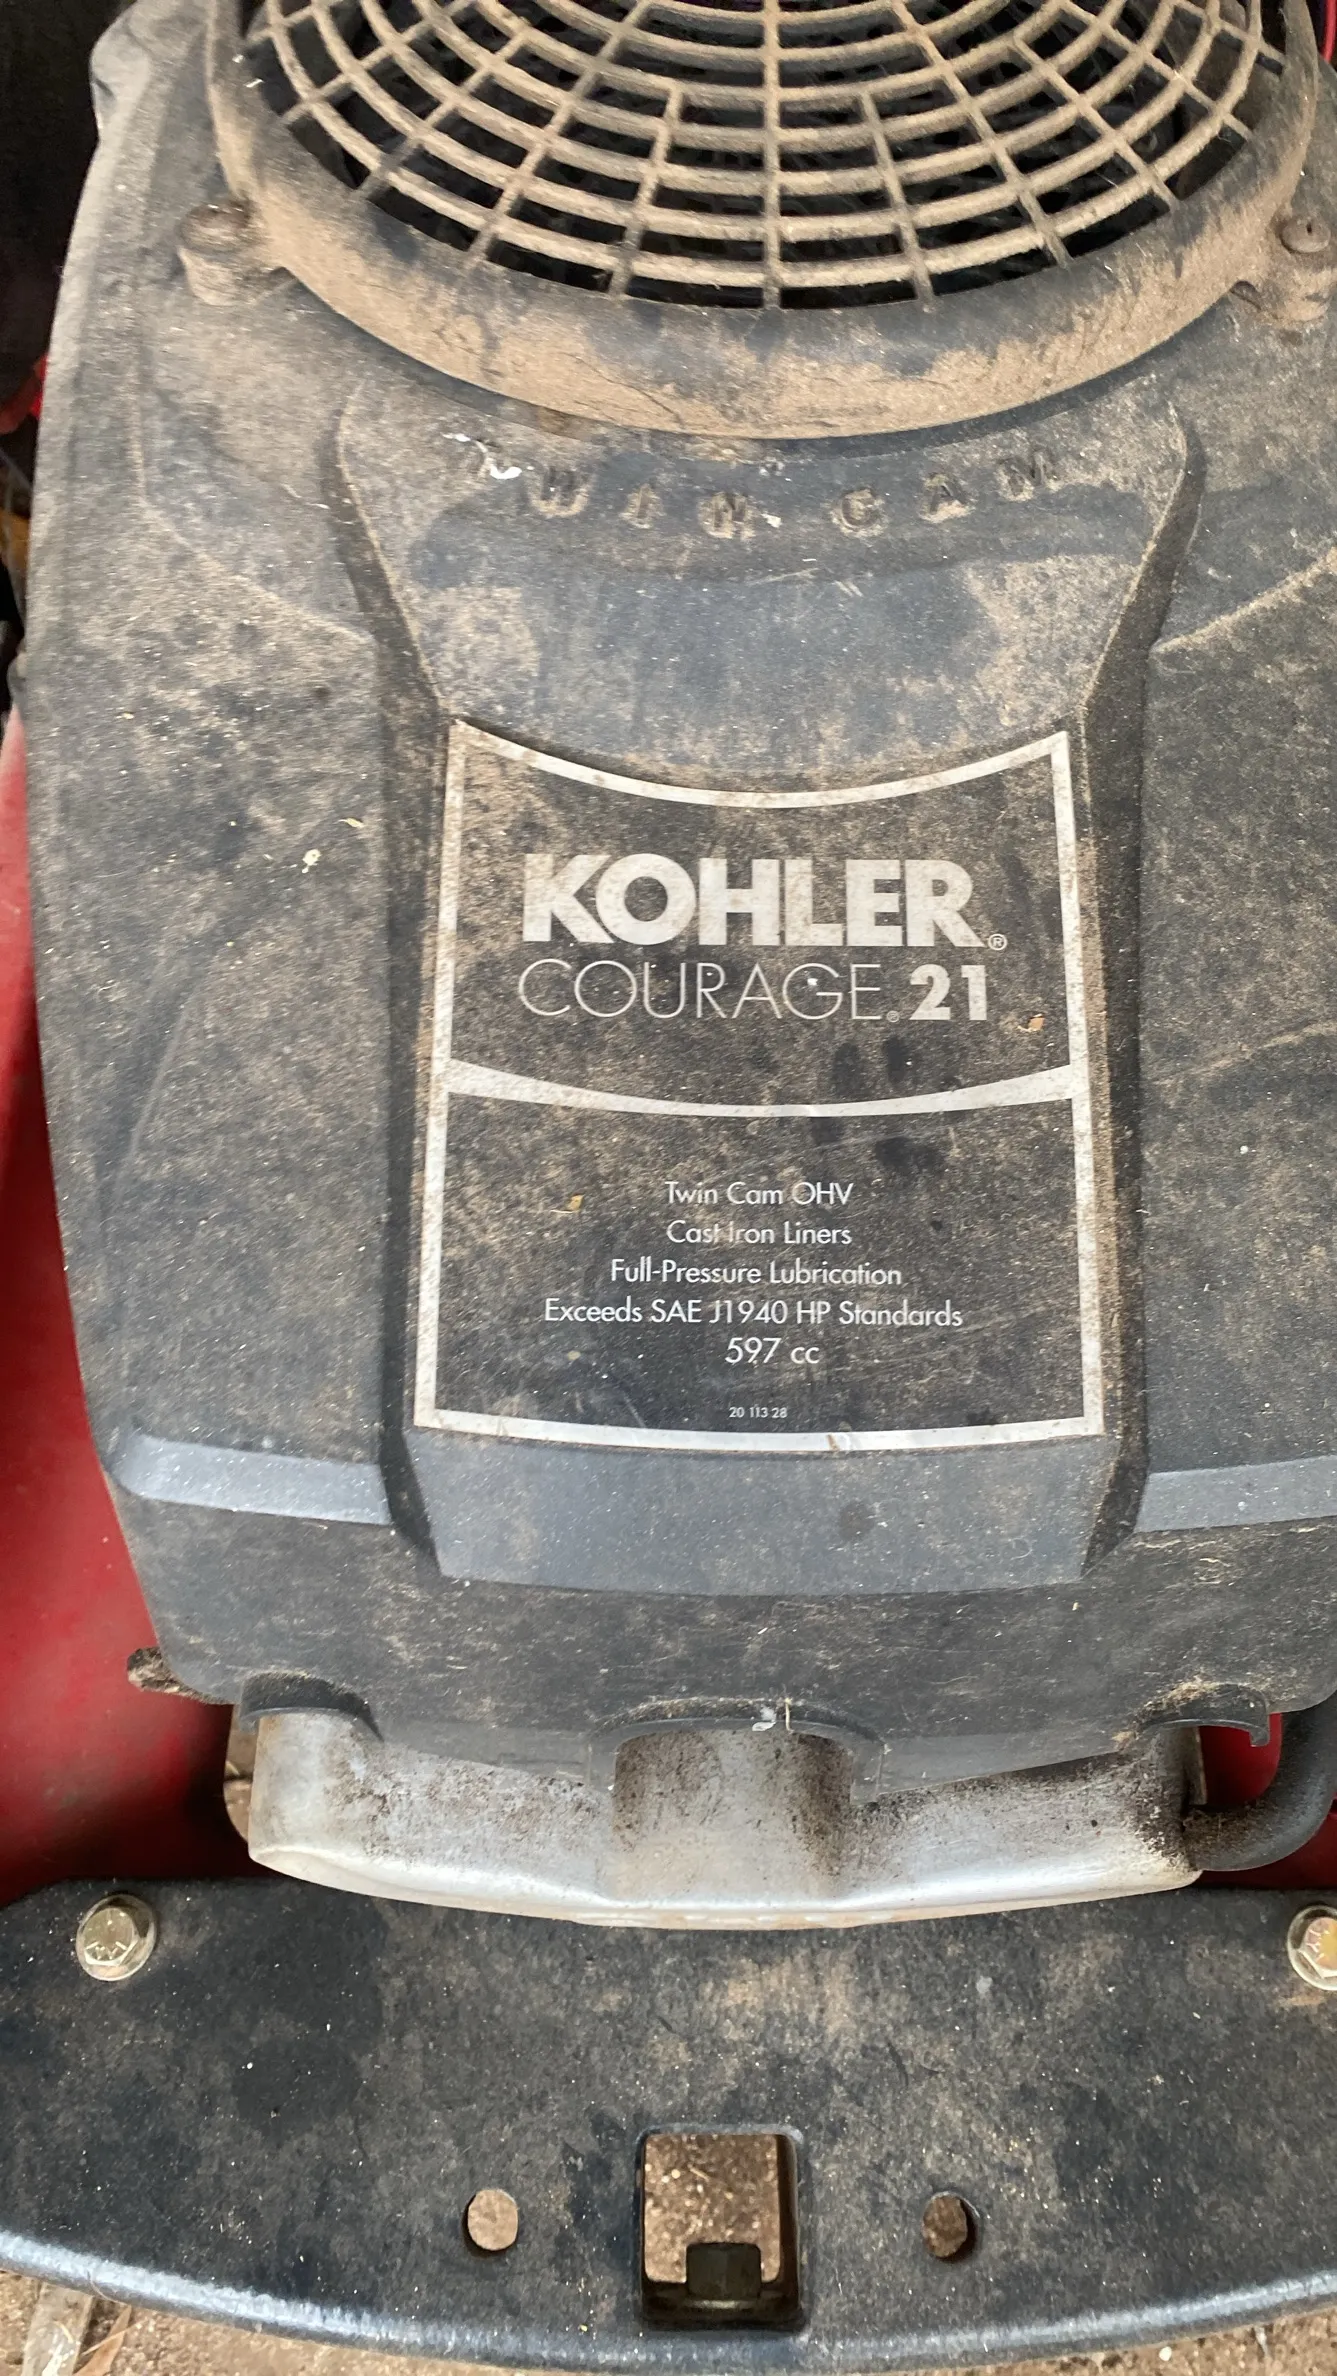 TWIN CAM
KOHLER®
COURAGE® 21
Twin Cam OHV
Cast Iron Liners
Full-Pressure Lubrication
Exceeds SAE J1940 HP Standards
597 cc
20 113 28